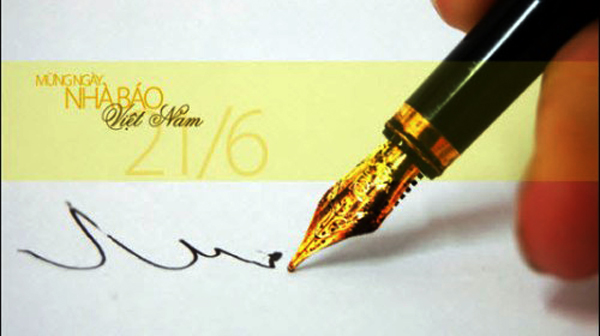 MỪNG NGÀY
NHÀ BÁO
Việt Nam
21/6